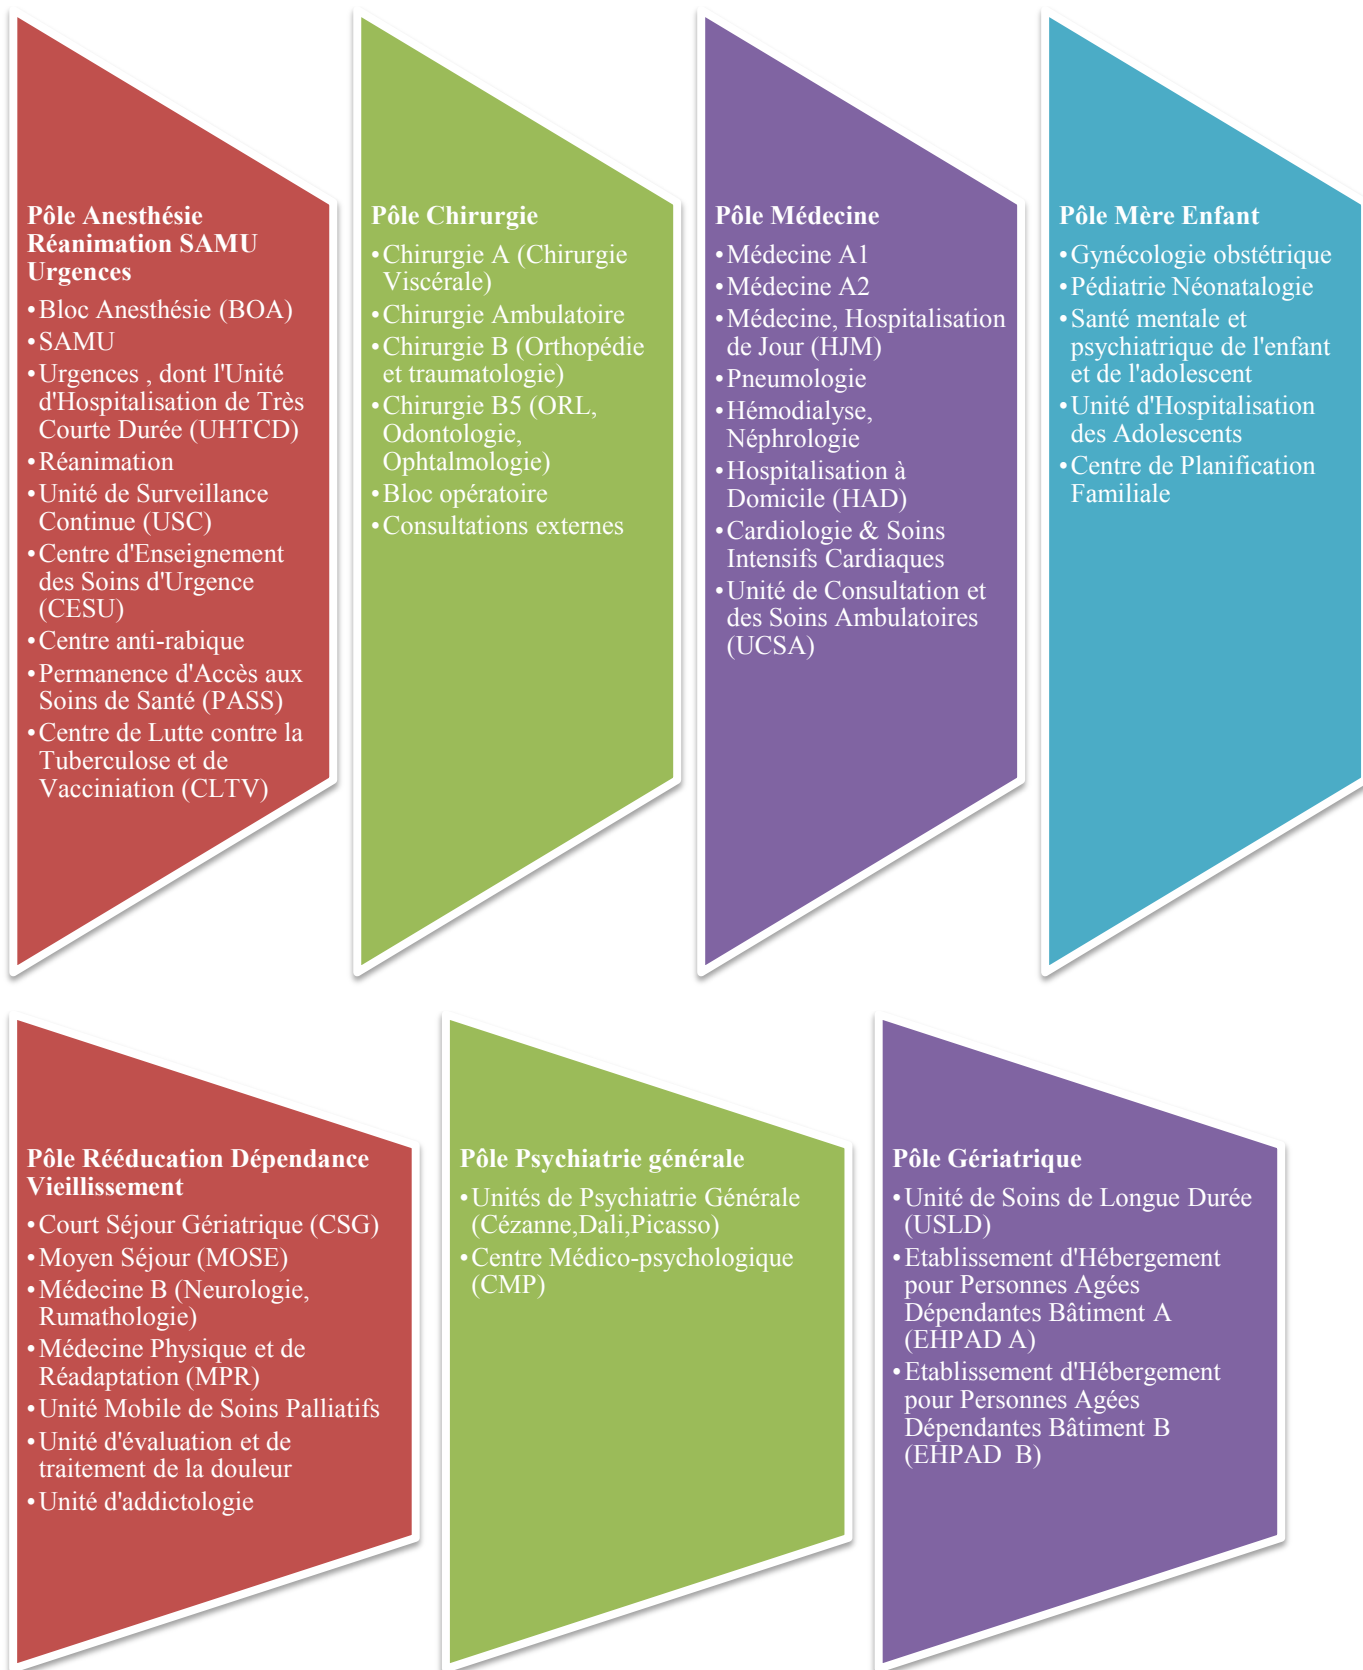 Pôle Anesthésie
Réanimation SAMU
Urgences
•Bloc Anesthésie (BOA)
•SAMU
•Urgences , dont l'Unité
d'Hospitalisation de Très
Courte Durée (UHTCD)
•Réanimation
•Unité de Surveillance
Continue (USC)
•Centre d'Enseignement
des Soins d'Urgence
(CESU)
•Centre anti-rabique
•Permanence d'Accès aux
Soins de Santé (PASS)
•Centre de Lutte contre la
Tuberculose et de
Vacciniation (CLTV)
Pôle Chirurgie
•Chirurgie A (Chirurgie
Viscérale)
•Chirurgie Ambulatoire
•Chirurgie B (Orthopédie
et traumatologie)
•Chirurgie B5 (ORL,
Odontologie,
Ophtalmologie)
•Bloc opératoire
•Consultations externes
Pôle Médecine
•Médecine A1
•Médecine A2
•Médecine, Hospitalisation
de Jour (HJM)
•Pneumologie
•Hémodialyse,
Néphrologie
•Hospitalisation à
Domicile (HAD)
•Cardiologie & Soins
Intensifs Cardiaques
•Unité de Consultation et
des Soins Ambulatoires
(UCSA)
Pôle Mère Enfant
•Gynécologie obstétrique
•Pédiatrie Néonatalogie
•Santé mentale et
psychiatrique de l'enfant
et de l'adolescent
•Unité d'Hospitalisation
des Adolescents
•Centre de Planification
Familiale
Pôle Rééducation Dépendance
Vieillissement
•Court Séjour Gériatrique (CSG)
•Moyen Séjour (MOSE)
•Médecine B (Neurologie,
Rumathologie)
•Médecine Physique et de
Réadaptation (MPR)
•Unité Mobile de Soins Palliatifs
•Unité d'évaluation et de
traitement de la douleur
•Unité d'addictologie
Pôle Psychiatrie générale
•Unités de Psychiatrie Générale
(Cézanne,Dali,Picasso)
•Centre Médico-psychologique
(CMP)
Pôle Gériatrique
•Unité de Soins de Longue Durée
(USLD)
•Etablissement d'Hébergement
pour Personnes Agées
Dépendantes Bâtiment A
(EHPAD A)
•Etablissement d'Hébergement
pour Personnes Agées
Dépendantes Bâtiment B
(EHPAD  B)